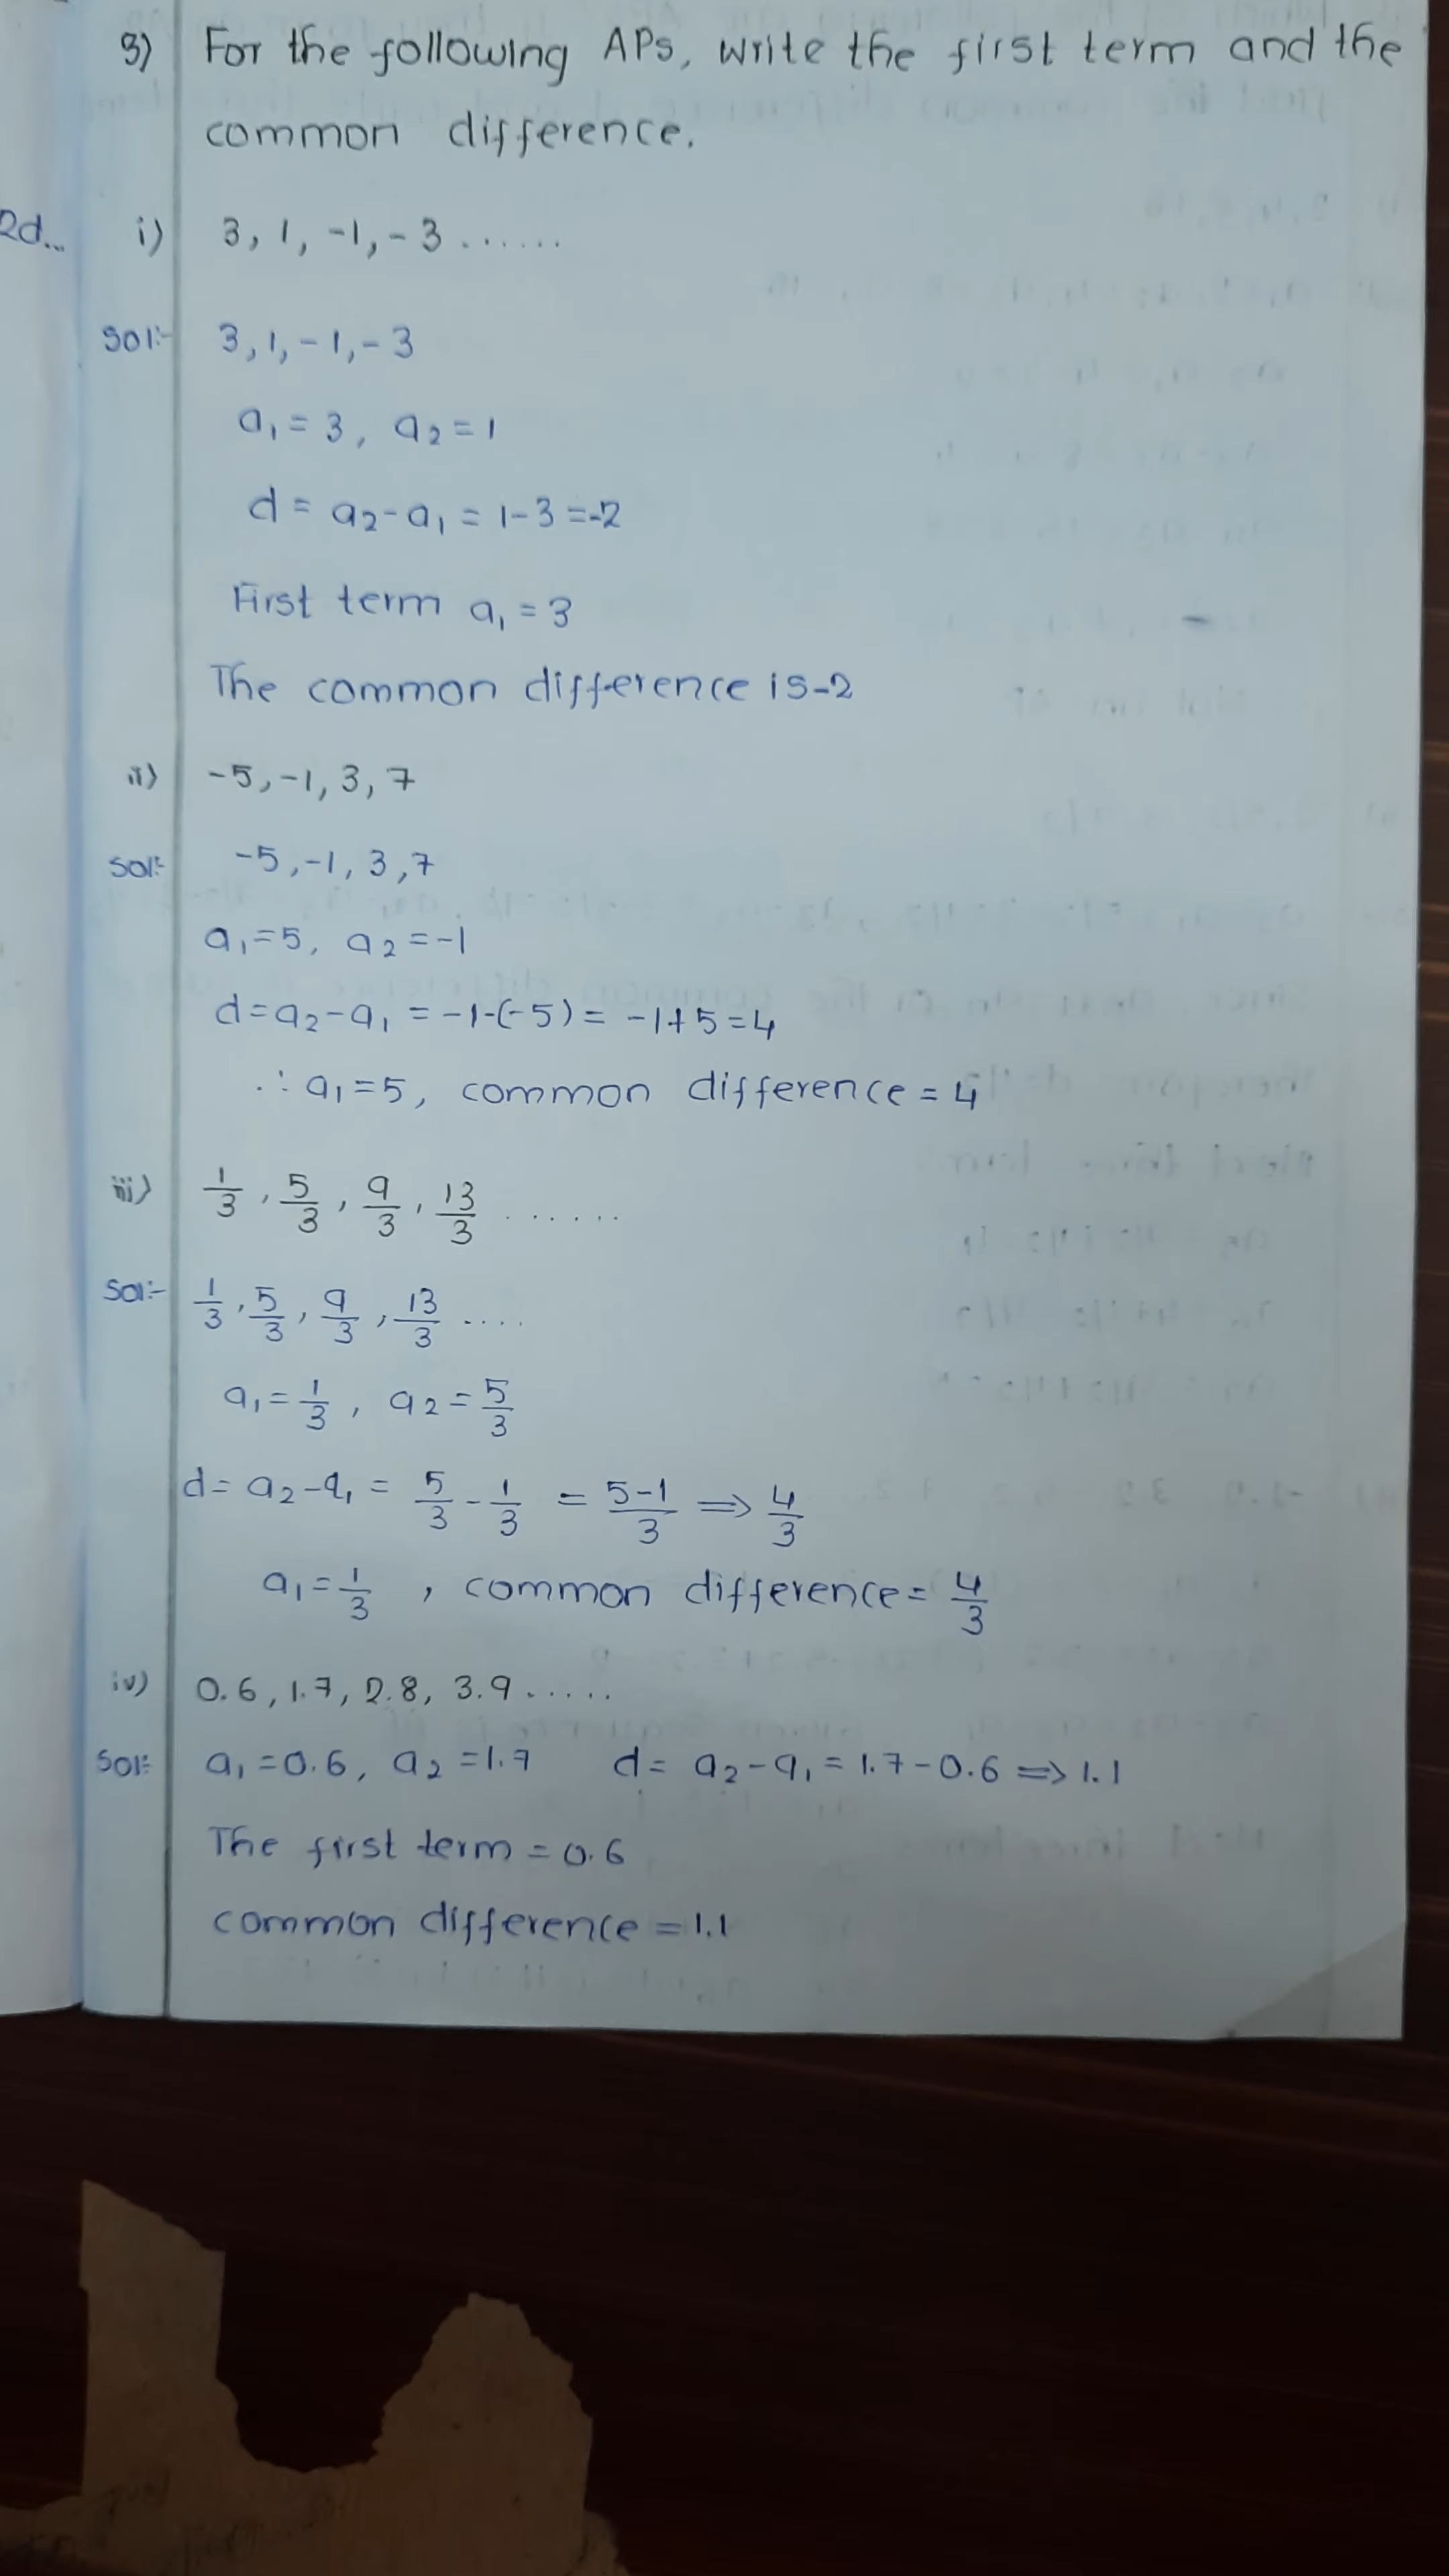 3) For the following APs, write the first term and the
common difference.
2d... i) 3, 1, -1, -3 ......
Sol:- 3, 1, -1, -3
a₁ = 3, a₂ = 1
d = a₂ - a₁ = 1 - 3 = -2
First term a₁ = 3
The common difference is -2
ii) -5, -1, 3, 7
Sol:- -5, -1, 3, 7
a₁ = 5, a₂ = -1
d = a₂ - a₁ = -1 - (-5) = -1 + 5 = 4
∴ a₁ = 5, common difference = 4
iii) 1/3, 5/3, 9/3, 13/3 ......
Sol:- 1/3, 5/3, 9/3, 13/3 ....
a₁ = 1/3, a₂ = 5/3
d = a₂ - a₁ = 5/3 - 1/3 = (5-1)/3 ⇒ 4/3
a₁ = 1/3, common difference = 4/3
iv) 0.6, 1.7, 2.8, 3.9 .....
Sol:- a₁ = 0.6, a₂ = 1.7 d = a₂ - a₁ = 1.7 - 0.6 ⇒ 1.1
The first term = 0.6
common difference = 1.1